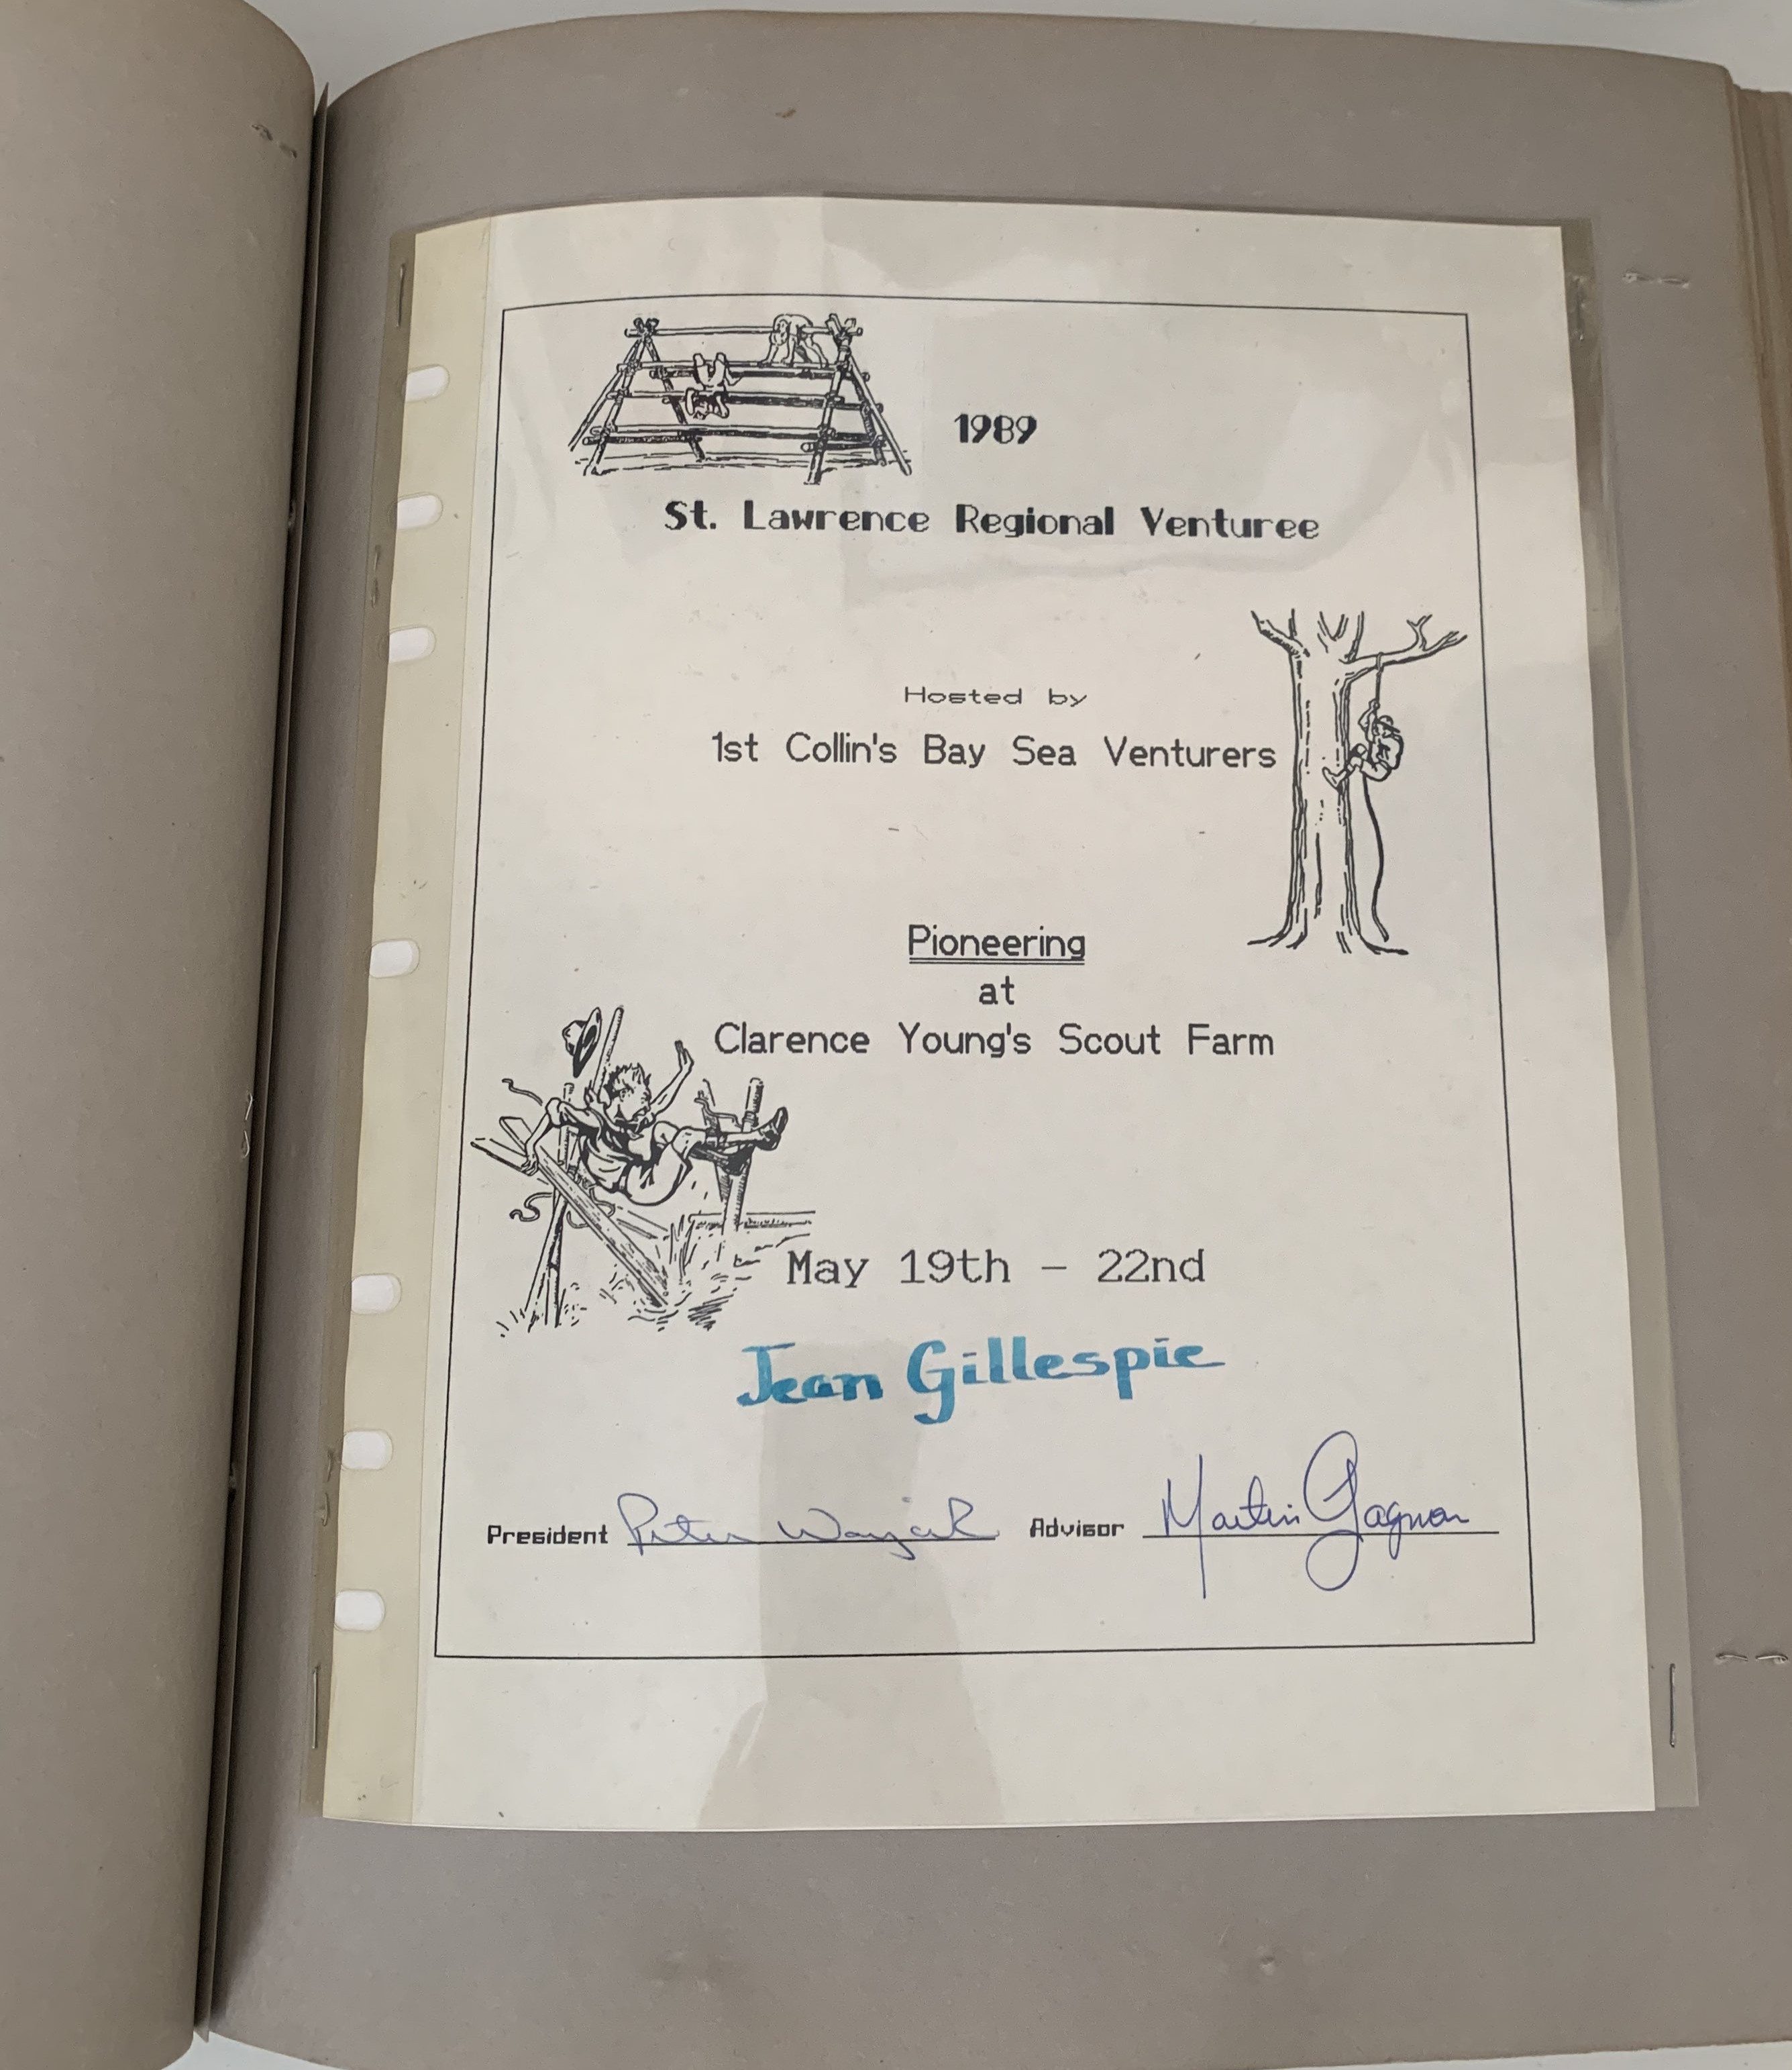 1989
St. Lawrence Regional Venturee
Hosted by
1st Collin's Bay Sea Venturers
Pioneering
at
Clarence Young's Scout Farm
May 19th - 22nd
Jean Gillespie
President Peter Advisor Martin Gagnon